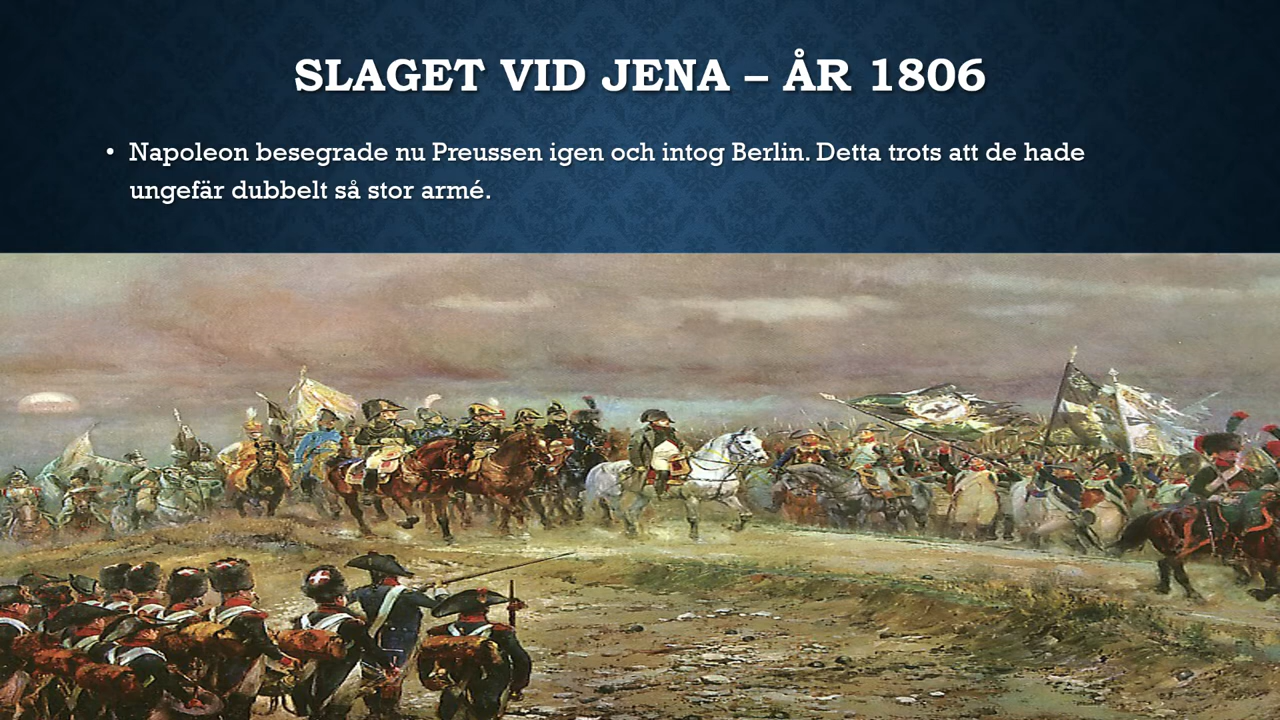 SLAGET VID JENA – ÅR 1806
• Napoleon besegrade nu Preussen igen och intog Berlin. Detta trots att de hade
ungefär dubbelt så stor armé.